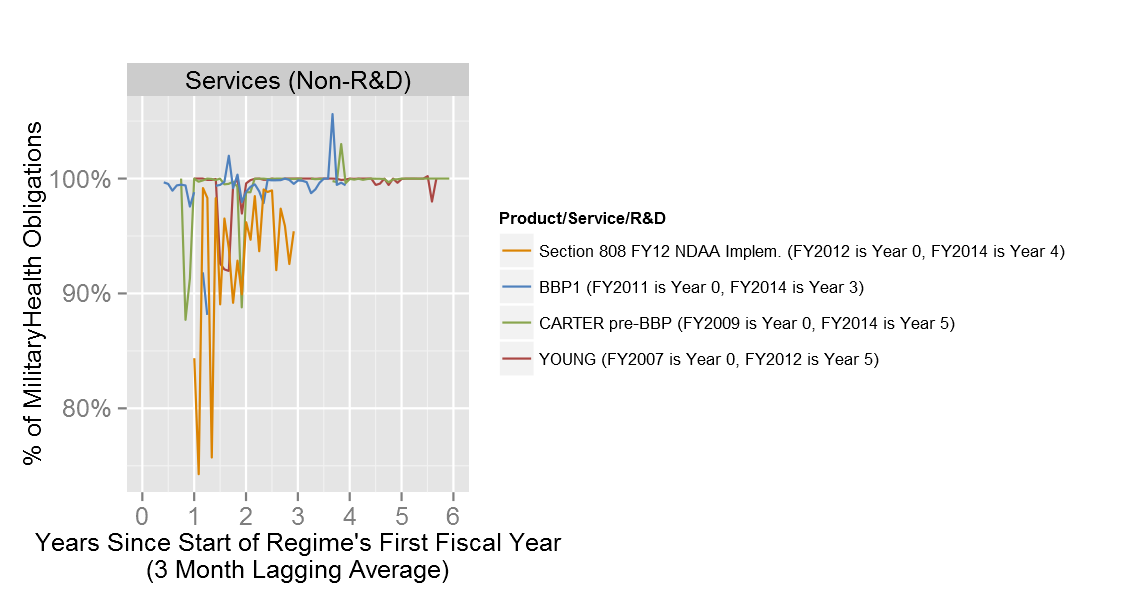 Services (Non-R&D)
% of MilitaryHealth Obligations
100%
90%
80%
0 1 2 3 4 5 6
Years Since Start of Regime's First Fiscal Year
(3 Month Lagging Average)
Product/Service/R&D
Section 808 FY12 NDAA Implem. (FY2012 is Year 0, FY2014 is Year 4)
BBP1 (FY2011 is Year 0, FY2014 is Year 3)
CARTER pre-BBP (FY2009 is Year 0, FY2014 is Year 5)
YOUNG (FY2007 is Year 0, FY2012 is Year 5)